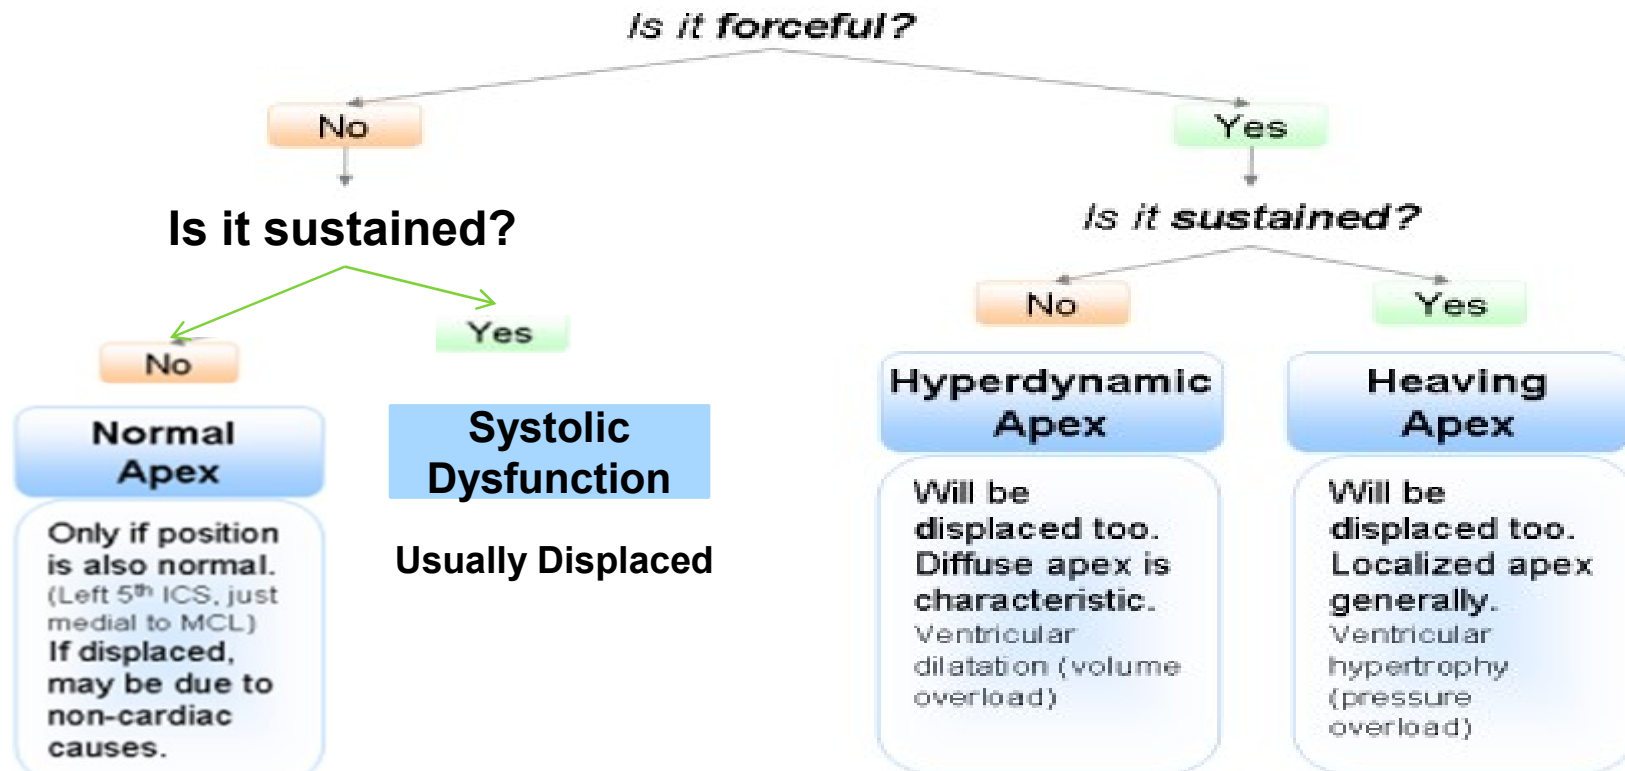 Is it forceful?
No
Yes
Is it sustained?
Is it sustained?
No
Yes
No
Yes
Normal
Apex
Only if position
is also normal.
(Left 5th ICS, just
medial to MCL)
If displaced,
may be due to
non-cardiac
causes.
Systolic
Dysfunction
Usually Displaced
Hyperdynamic
Apex
Will be
displaced too.
Diffuse apex is
characteristic.
Ventricular
dilatation (volume
overload)
Heaving
Apex
Will be
displaced too.
Localized apex
generally.
Ventricular
hypertrophy
(pressure
overload)